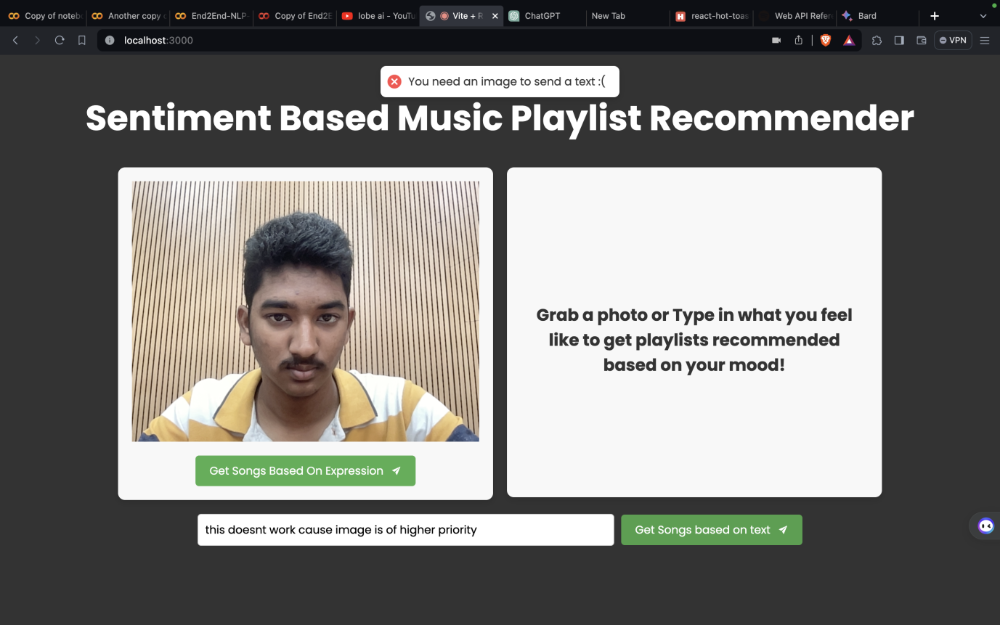 Copy of noteb
Another copy
End2End-NLP-
Copy of End2E
lobe ai - YouTu
Vite + R
ChatGPT
New Tab
react-hot-toas
Web API Refer
Bard
localhost:3000
VPN
You need an image to send a text :(
Sentiment Based Music Playlist Recommender
Grab a photo or Type in what you feel
like to get playlists recommended
based on your mood!
Get Songs Based On Expression
this doesnt work cause image is of higher priority
Get Songs based on text